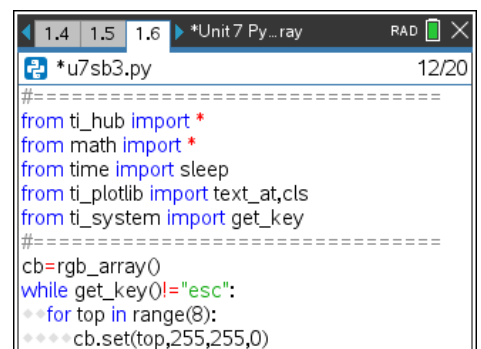 1.4 1.5 1.6 *Unit 7 Py…ray RAD
*u7sb3.py 12/20
#================================
from ti_hub import *
from math import *
from time import sleep
from ti_plotlib import text_at,cls
from ti_system import get_key
#================================
cb=rgb_array()
while get_key()!="esc":
◆◆for top in range(8):
◆◆◆◆cb.set(top,255,255,0)